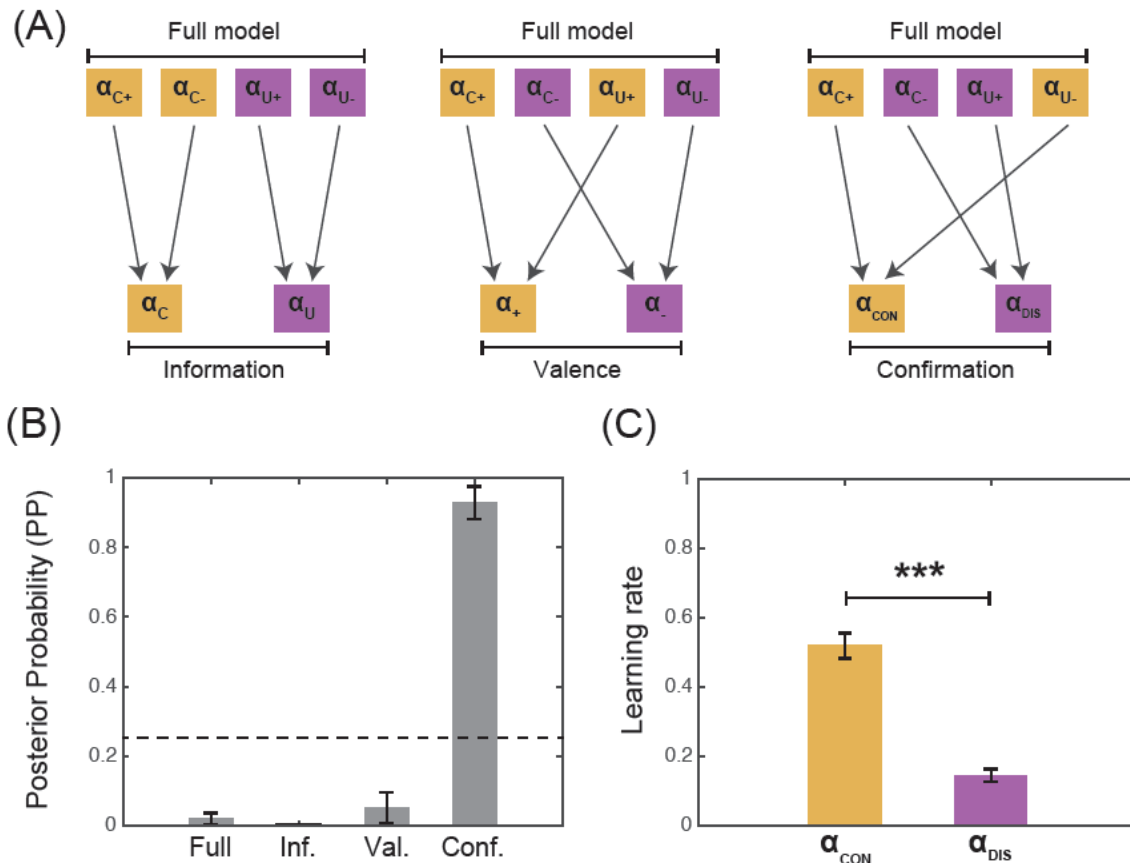 (A)
Full model Full model Full model
αC+ αC- αU+ αU- αC+ αC- αU+ αU- αC+ αC- αU+ αU-
αC αU α+ α- αCON αDIS
Information Valence Confirmation
(B)
Posterior Probability (PP)
1
0.8
0.6
0.4
0.2
0
Full Inf. Val. Conf.
(C)
Learning rate
1
0.8
0.6
0.4
0.2
0
***
αCON αDIS